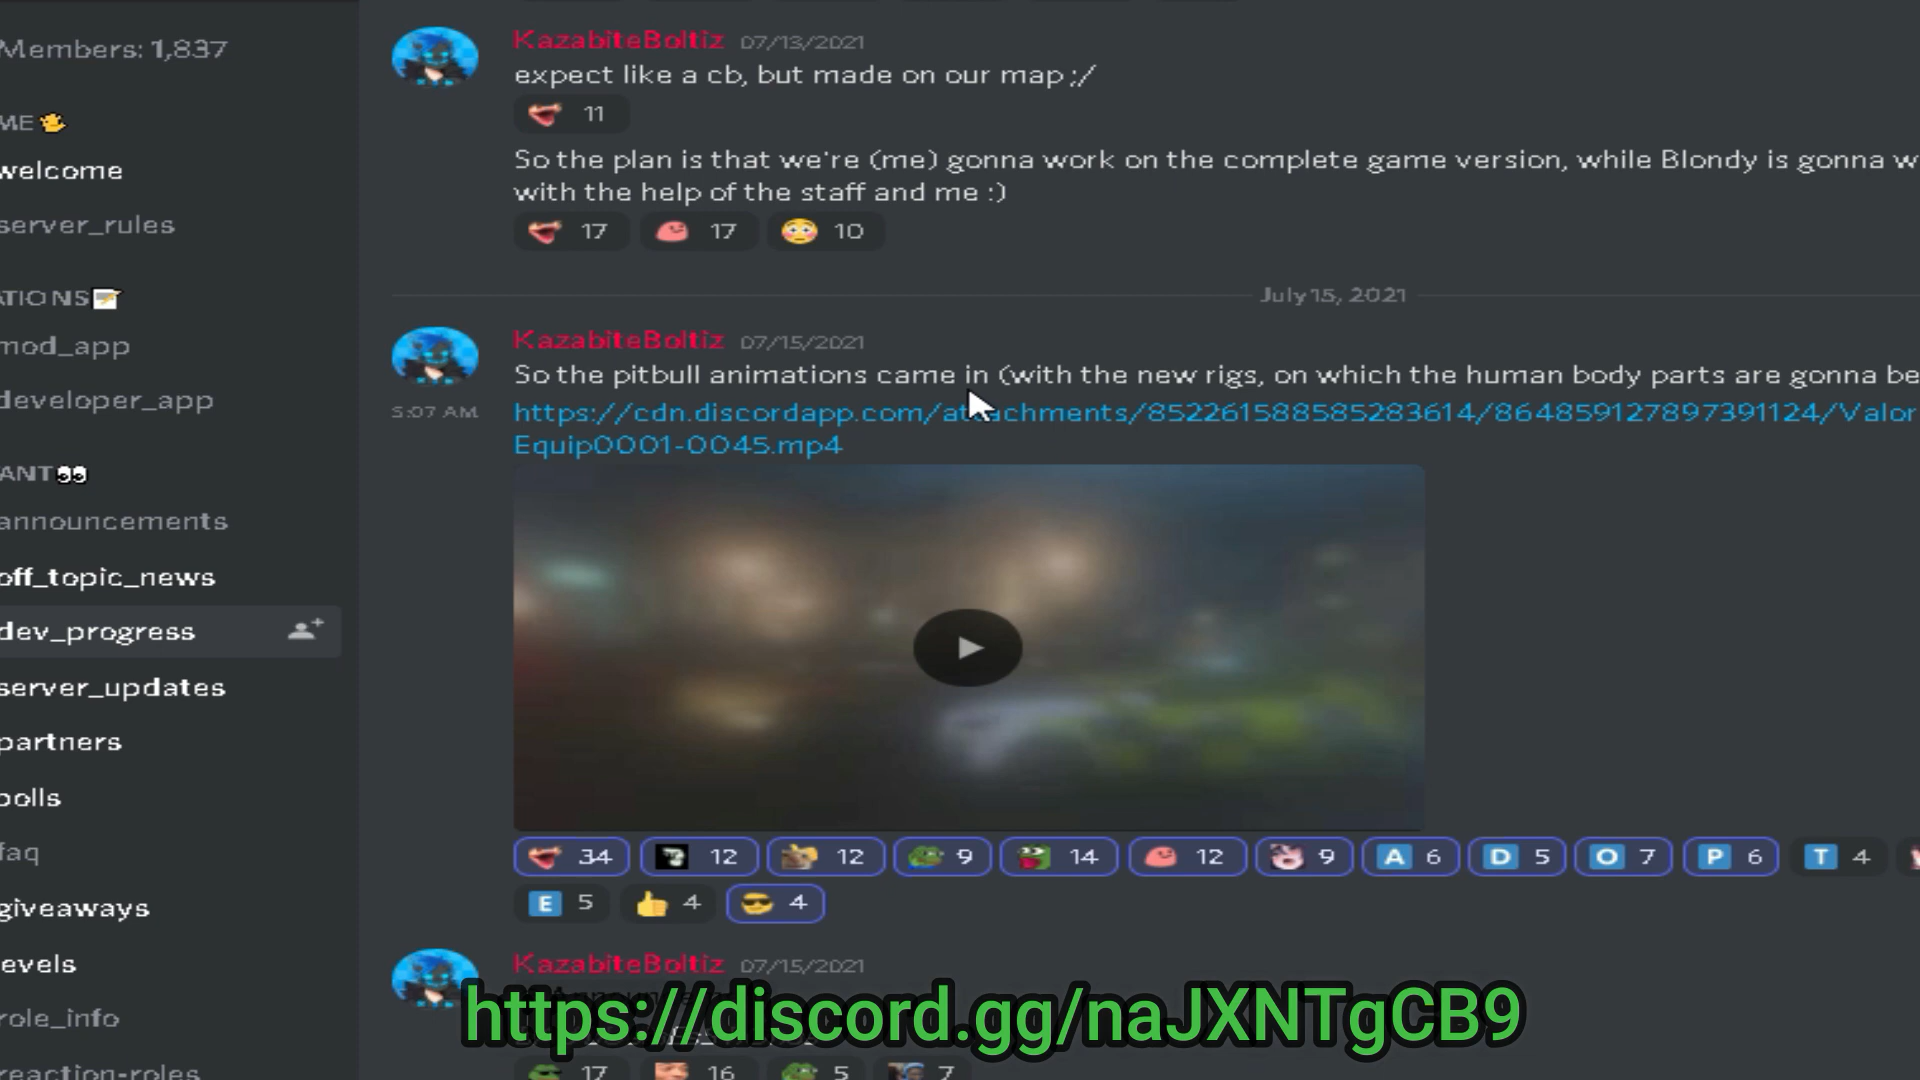 Members: 1,837
ME
welcome
server_rules
ATIONS
mod_app
developer_app
ANT
announcements
off_topic_news
dev_progress
server_updates
partners
polls
faq
giveaways
levels
role_info
reaction-roles
KazabiteBoltiz 07/13/2021
expect like a cb, but made on our map ;/
11
So the plan is that we're (me) gonna work on the complete game version, while Blondy is gonna w
with the help of the staff and me :)
17 17 10
July 15, 2021
KazabiteBoltiz 07/15/2021
So the pitbull animations came in (with the new rigs, on which the human body parts are gonna be
5:07 AM https://cdn.discordapp.com/attachments/852261588585283614/864859127897391124/Valor
Equip0001-0045.mp4
34 12 12 9 14 12 9 A 6 D 5 O 7 P 6 T 4
E 5 4 4
KazabiteBoltiz 07/15/2021
https://discord.gg/naJXNTgCB9
17 16 5 7